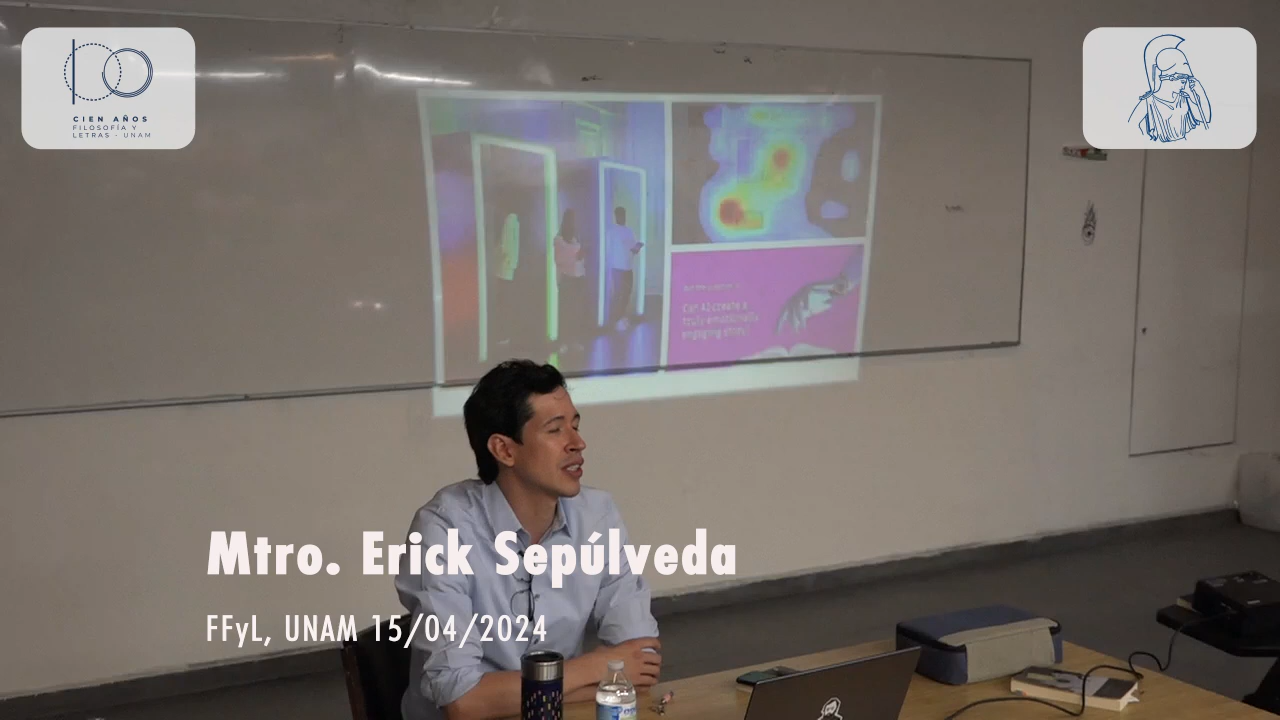 CIEN AÑOS
FILOSOFÍA Y
LETRAS - UNAM
Can AI create a
truly emotionally
engaging story?
Mtro. Erick Sepúlveda
FFyL, UNAM 15/04/2024